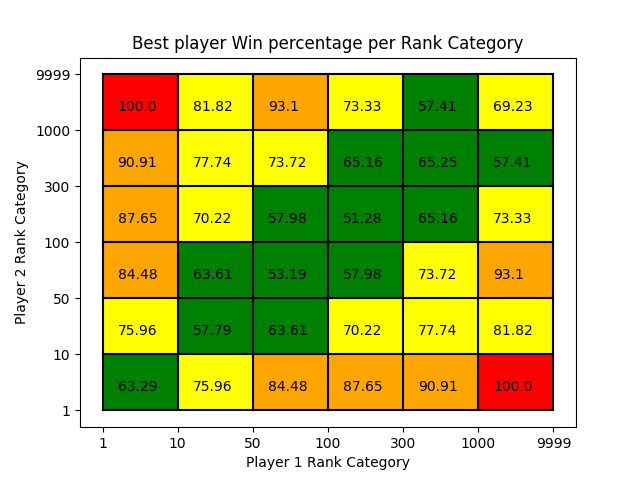 Best player Win percentage per Rank Category
9999
100.0 81.82 93.1 73.33 57.41 69.23
1000
90.91 77.74 73.72 65.16 65.25 57.41
300
87.65 70.22 57.98 51.28 65.16 73.33
100
84.48 63.61 53.19 57.98 73.72 93.1
50
75.96 57.79 63.61 70.22 77.74 81.82
10
63.29 75.96 84.48 87.65 90.91 100.0
1
Player 2 Rank Category
1 10 50 100 300 1000 9999
Player 1 Rank Category